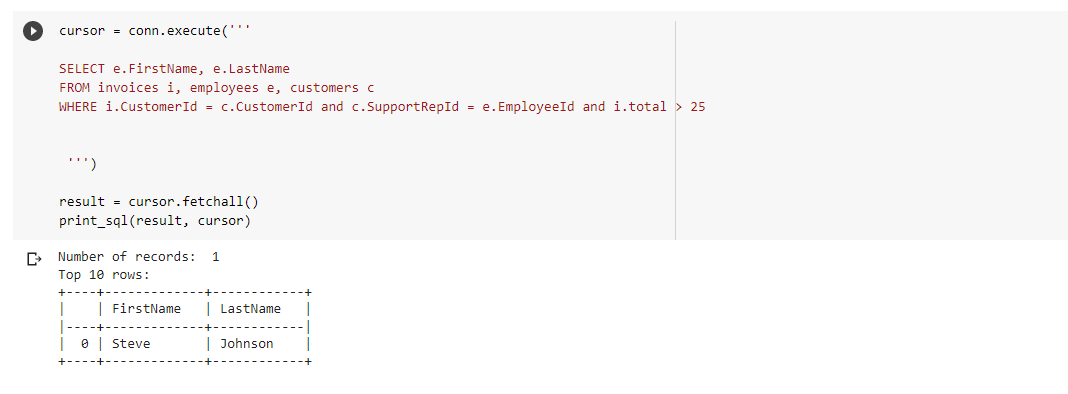 cursor = conn.execute('''
SELECT e.FirstName, e.LastName
FROM invoices i, employees e, customers c
WHERE i.CustomerId = c.CustomerId and c.SupportRepId = e.EmployeeId and i.total > 25
''')
result = cursor.fetchall()
print_sql(result, cursor)
Number of records:  1
Top 10 rows:
+----+-------------+------------+
|    | FirstName   | LastName   |
|----+-------------+------------|
|  0 | Steve       | Johnson    |
+----+-------------+------------+